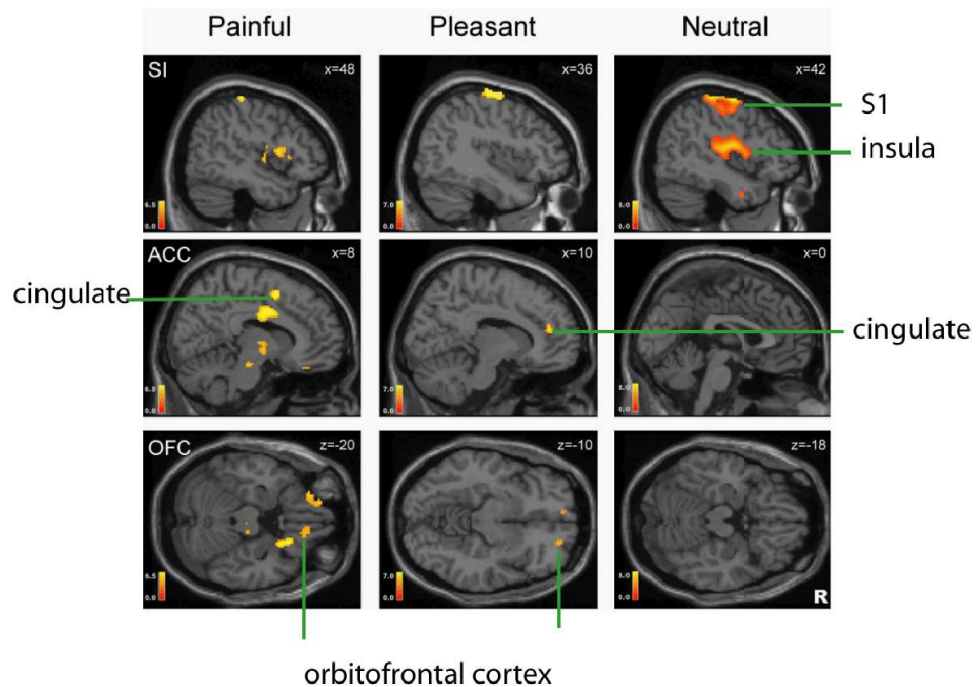 Painful Pleasant Neutral
SI x=48 x=36 x=42
S1
insula
6.5 7.0 8.0
0.0 0.0 0.0
ACC x=8 x=10 x=0
cingulate
cingulate
6.5 7.0 8.0
0.0 0.0 0.0
OFC z=-20 z=-10 z=-18
6.5 7.0 8.0
0.0 0.0 0.0 R
orbitofrontal cortex